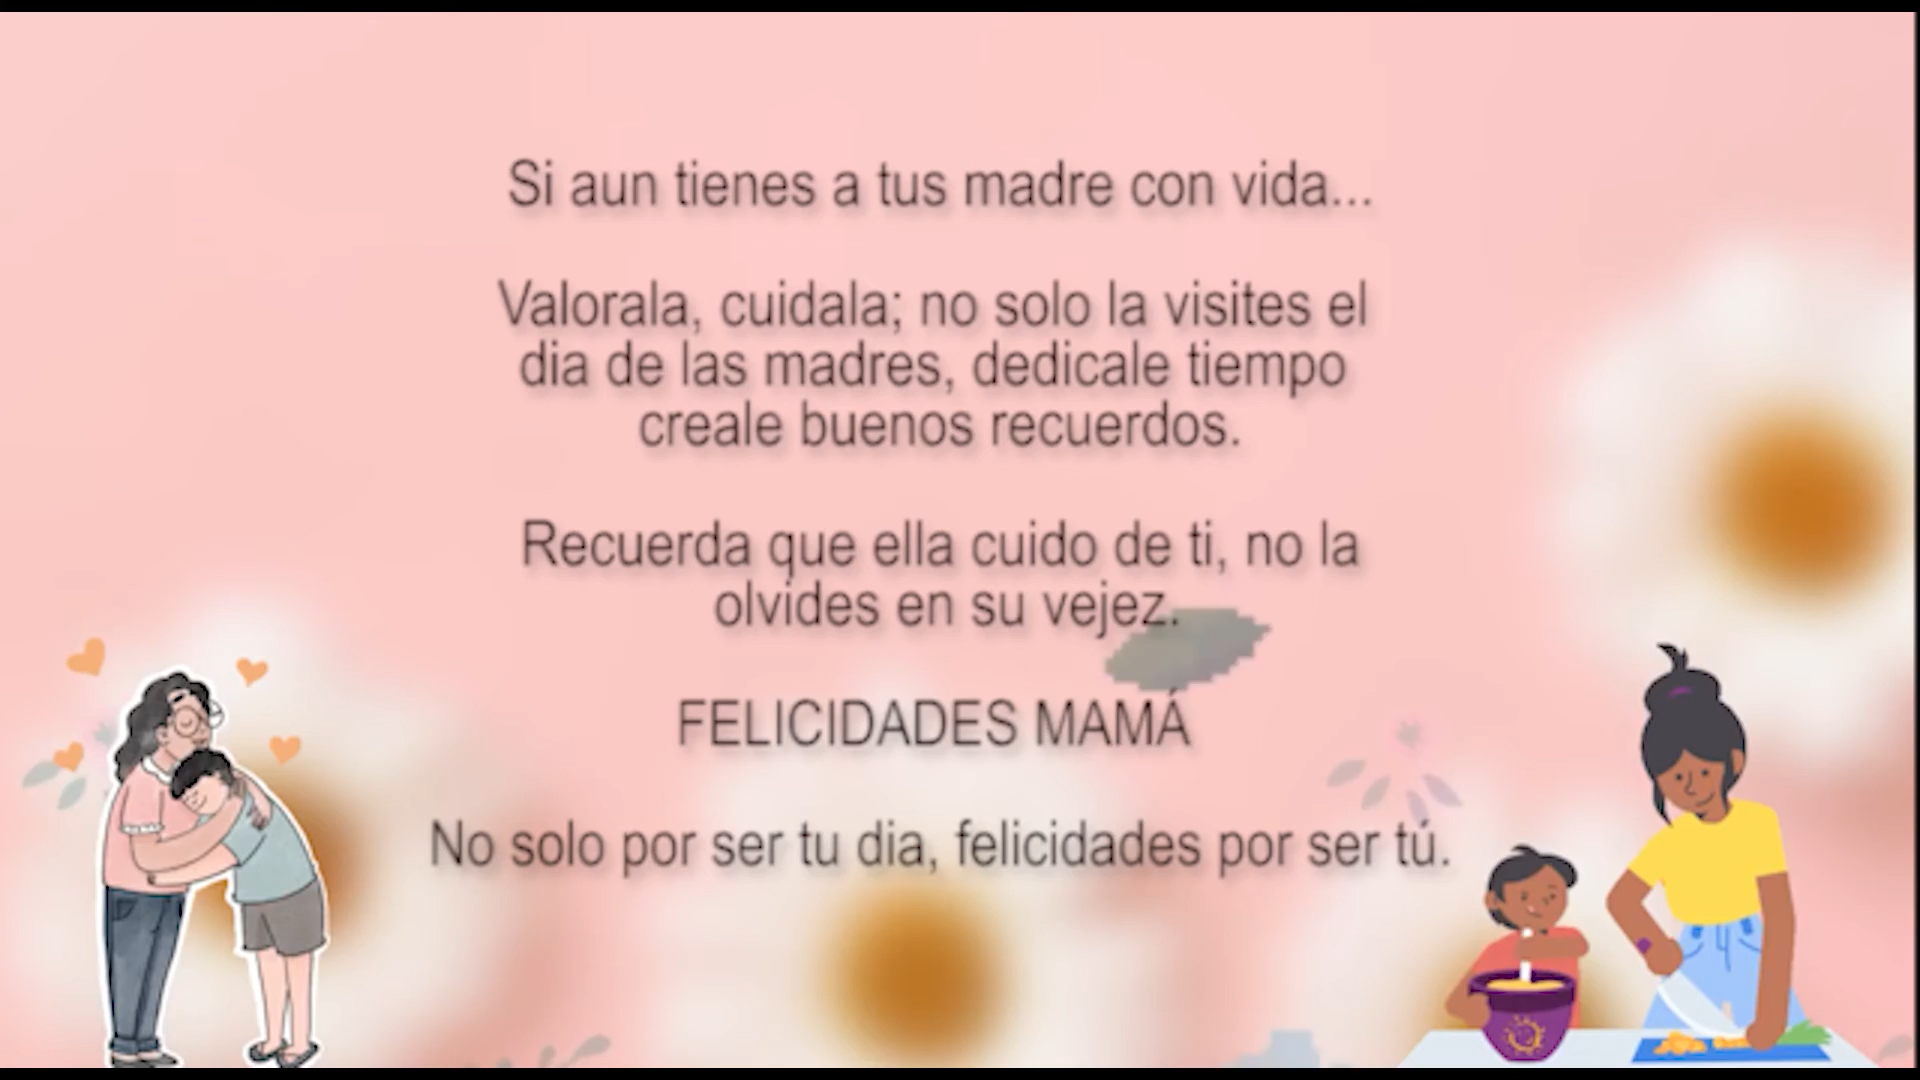 Si aun tienes a tus madre con vida...
Valorala, cuidala; no solo la visites el
dia de las madres, dedicale tiempo
creale buenos recuerdos.
Recuerda que ella cuido de ti, no la
olvides en su vejez.
FELICIDADES MAMÁ
No solo por ser tu dia, felicidades por ser tú.